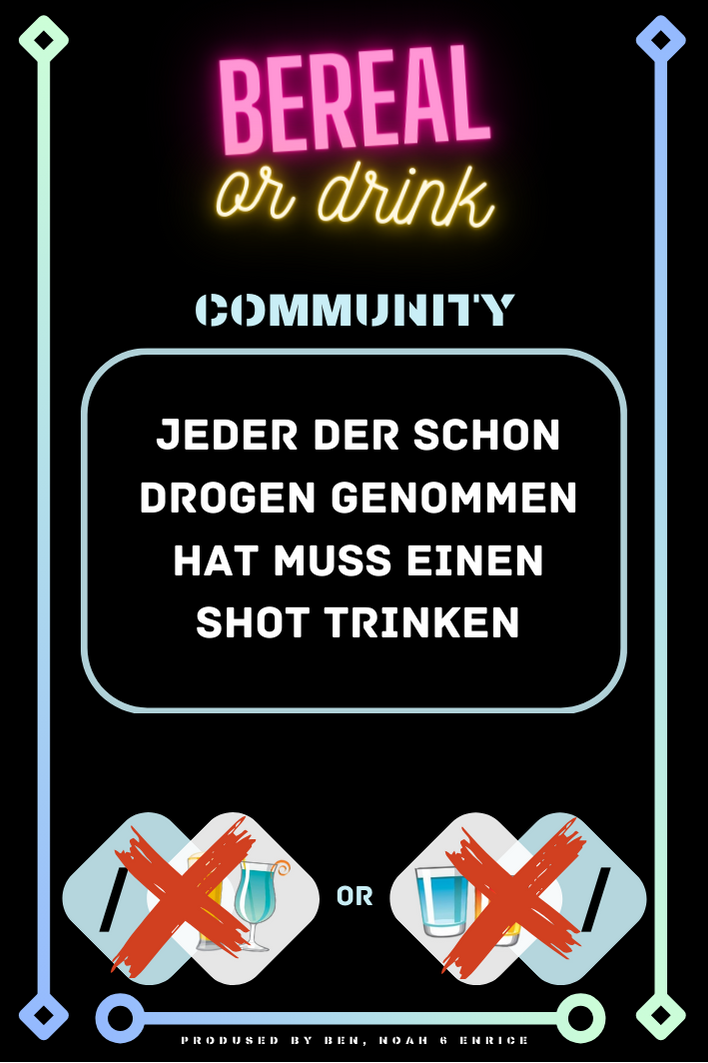 BEREAL
or drink
COMMUNITY
JEDER DER SCHON
DROGEN GENOMMEN
HAT MUSS EINEN
SHOT TRINKEN
/ OR /
PRODUSED BY BEN, NOAH & ENRICE